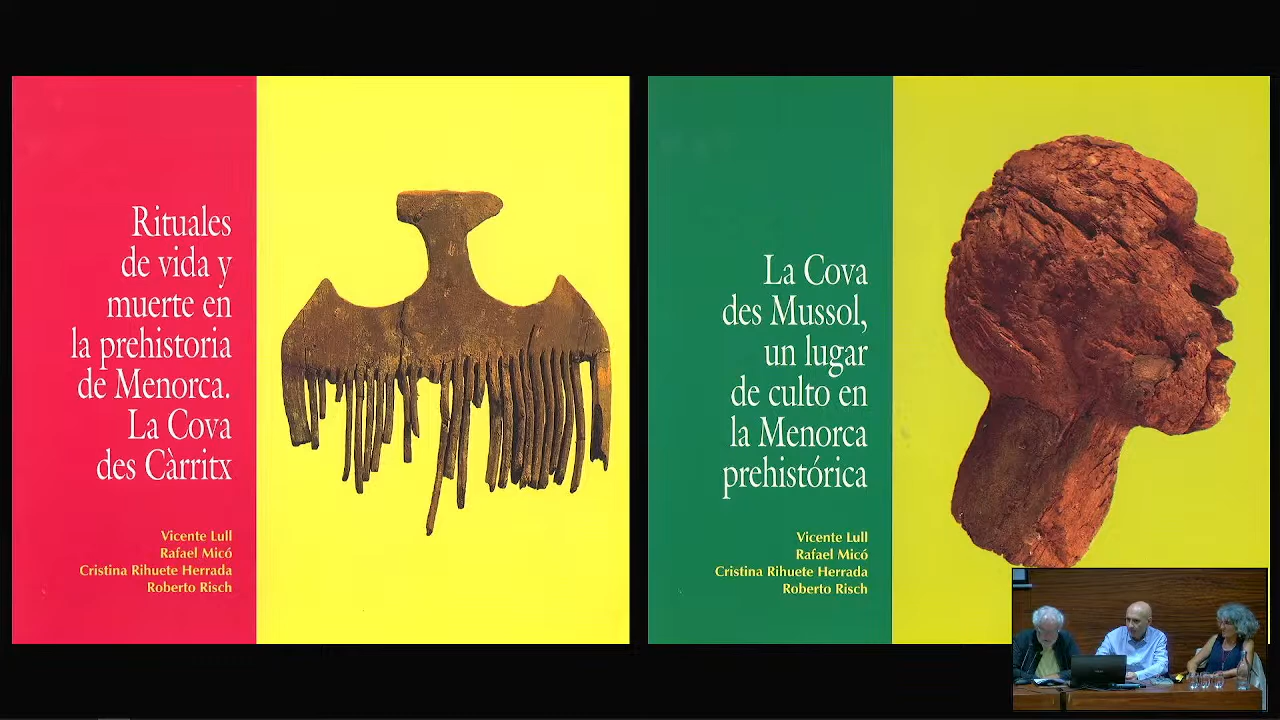 Rituales
de vida y
muerte en
la prehistoria
de Menorca.
La Cova
des Càrritx
Vicente Lull
Rafael Micó
Cristina Rihuete Herrada
Roberto Risch
La Cova
des Mussol,
un lugar
de culto en
la Menorca
prehistórica
Vicente Lull
Rafael Micó
Cristina Rihuete Herrada
Roberto Risch